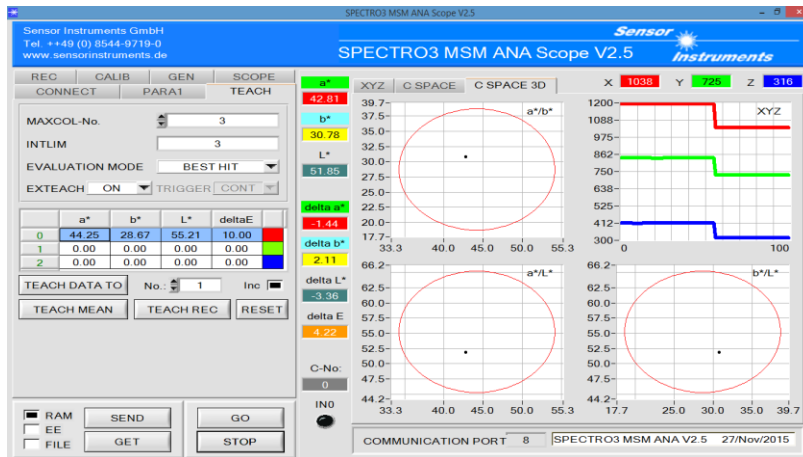 SPECTRO3 MSM ANA Scope V2.5
Sensor Instruments GmbH
Tel. ++49 (0) 8544-9719-0
www.sensorinstruments.de
SPECTRO3 MSM ANA Scope V2.5
Sensor
Instruments
REC CALIB GEN SCOPE
CONNECT PARA1 TEACH
MAXCOL-No. 3
INTLIM 3
EVALUATION MODE BEST HIT
EXTEACH ON TRIGGER CONT
a* b* L* deltaE
0 44.25 28.67 55.21 10.00
1 0.00 0.00 0.00 0.00
2 0.00 0.00 0.00 0.00
TEACH DATA TO No.: 1 Inc
TEACH MEAN TEACH REC RESET
RAM
EE
FILE
SEND GO
GET STOP
a*
42.81
b*
30.78
L*
51.85
delta a*
-1.44
delta b*
2.11
delta L*
-3.36
delta E
4.22
C-No:
0
IN0
XYZ C SPACE C SPACE 3D
X 1038 Y 725 Z 316
a*/b*
39.7
37.5
35.0
32.5
30.0
27.5
25.0
22.5
20.0
17.7
33.3 40.0 45.0 50.0 55.3
XYZ
1200
1088
975
862
750
638
525
412
300
0 100
a*/L*
66.2
62.5
60.0
57.5
55.0
52.5
50.0
47.5
44.2
33.3 40.0 45.0 50.0 55.3
b*/L*
66.2
62.5
60.0
57.5
55.0
52.5
50.0
47.5
44.2
17.7 25.0 30.0 35.0 39.7
COMMUNICATION PORT 8 SPECTRO3 MSM ANA V2.5 27/Nov/2015